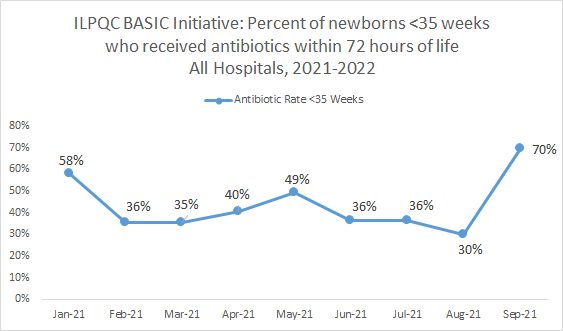 ILPQC BASIC Initiative: Percent of newborns <35 weeks
who received antibiotics within 72 hours of life
All Hospitals, 2021-2022
Antibiotic Rate <35 Weeks
80%
70%
60%
50%
40%
30%
20%
10%
0%
58%
36%
35%
40%
49%
36%
36%
30%
70%
Jan-21
Feb-21
Mar-21
Apr-21
May-21
Jun-21
Jul-21
Aug-21
Sep-21